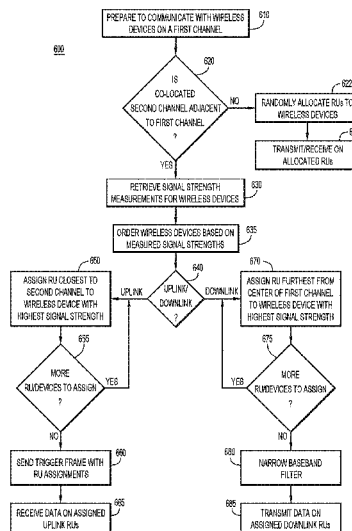 PREPARE TO COMMUNICATE WITH WIRELESS
DEVICES ON A FIRST CHANNEL
610
600
620
IS
CO-LOCATED
SECOND CHANNEL ADJACENT
TO FIRST CHANNEL
?
NO
622
RANDOMLY ALLOCATE RUs TO
WIRELESS DEVICES
TRANSMIT/RECEIVE ON
ALLOCATED RUs
YES
630
RETRIEVE SIGNAL STRENGTH
MEASUREMENTS FOR WIRELESS DEVICES
635
ORDER WIRELESS DEVICES BASED ON
MEASURED SIGNAL STRENGTHS
640
UPLINK/
DOWNLINK
?
UPLINK
DOWNLINK
650
ASSIGN RU CLOSEST TO
SECOND CHANNEL TO
WIRELESS DEVICE WITH
HIGHEST SIGNAL STRENGTH
670
ASSIGN RU FURTHEST FROM
CENTER OF FIRST CHANNEL
TO WIRELESS DEVICE WITH
HIGHEST SIGNAL STRENGTH
655
MORE
RU/DEVICES TO ASSIGN
?
YES
NO
675
MORE
RU/DEVICES TO ASSIGN
?
YES
NO
660
SEND TRIGGER FRAME WITH
RU ASSIGNMENTS
680
NARROW BASEBAND
FILTER
665
RECEIVE DATA ON ASSIGNED
UPLINK RUs
685
TRANSMIT DATA ON
ASSIGNED DOWNLINK RUs